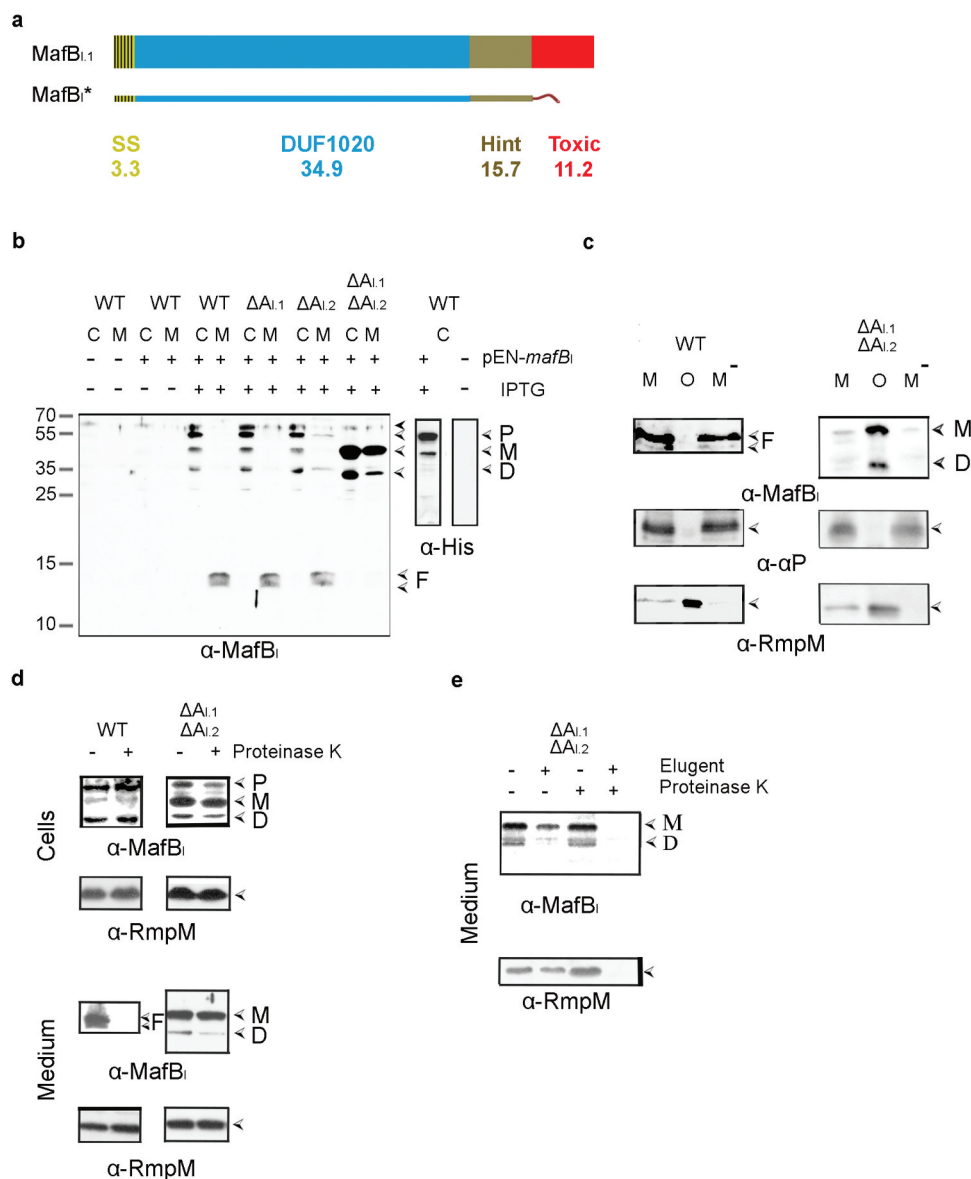 a
MafBI.1
MafBI*
SS DUF1020 Hint Toxic
3.3 34.9 15.7 11.2
b
WT WT WT ΔAI.1 ΔAI.2 ΔAI.1 ΔAI.2 WT
C M C M C M C M C M C M C
- - + + + + + + + + + + + - pEN-mafBI
- - - - + + + + + + + + + - IPTG
70
55
35
25
15
10
P
M
D
F
α-His
α-MafBI
c
WT ΔAI.1 ΔAI.2
M O M- M O M-
F M
D
α-MafBI
α-αP
α-RmpM
d
WT ΔAI.1 ΔAI.2
- + - + Proteinase K
Cells
P
M
D
α-MafBI
α-RmpM
Medium
F M
D
α-MafBI
α-RmpM
e
ΔAI.1
ΔAI.2
- + - + Elugent
- - + + Proteinase K
Medium
M
D
α-MafBI
α-RmpM